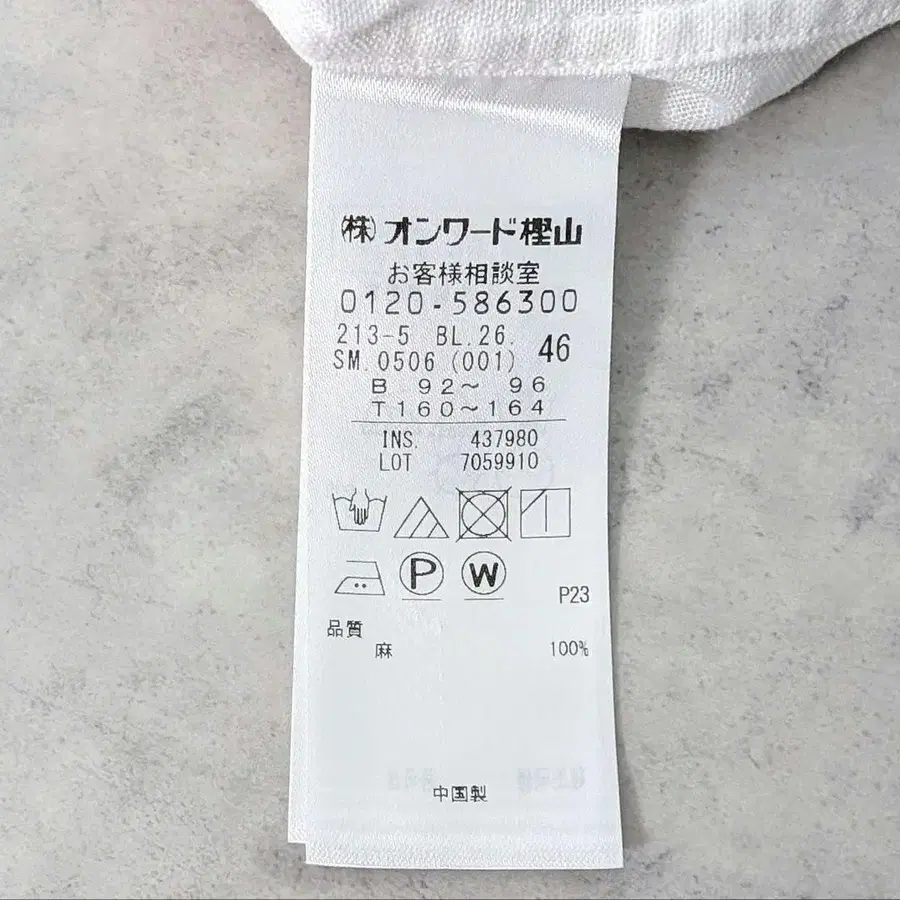 ㈱オンワード樫山
お客様相談室
0120-586300
213-5 BL.26.
SM.0506 (001) 46
B 92～ 96
T160～164
INS. 437980
LOT 7059910
P W
P23
品質
麻 100%
中国製